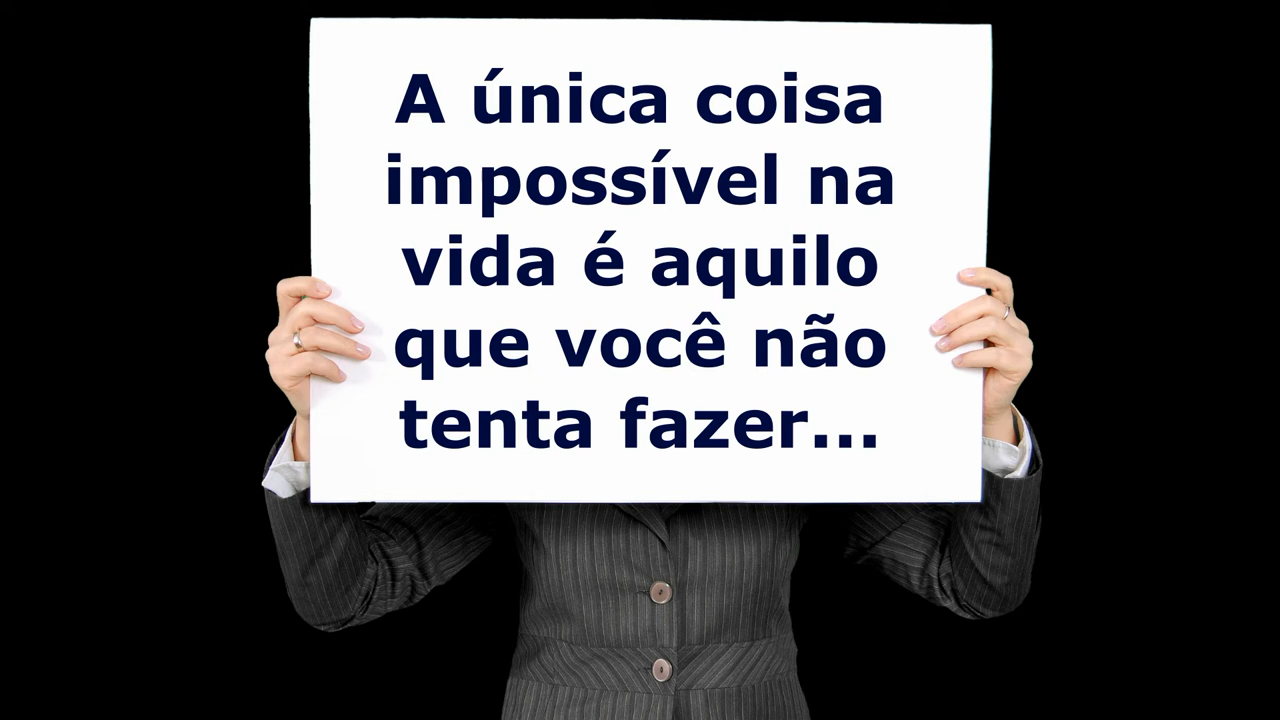 A única coisa
impossível na
vida é aquilo
que você não
tenta fazer...